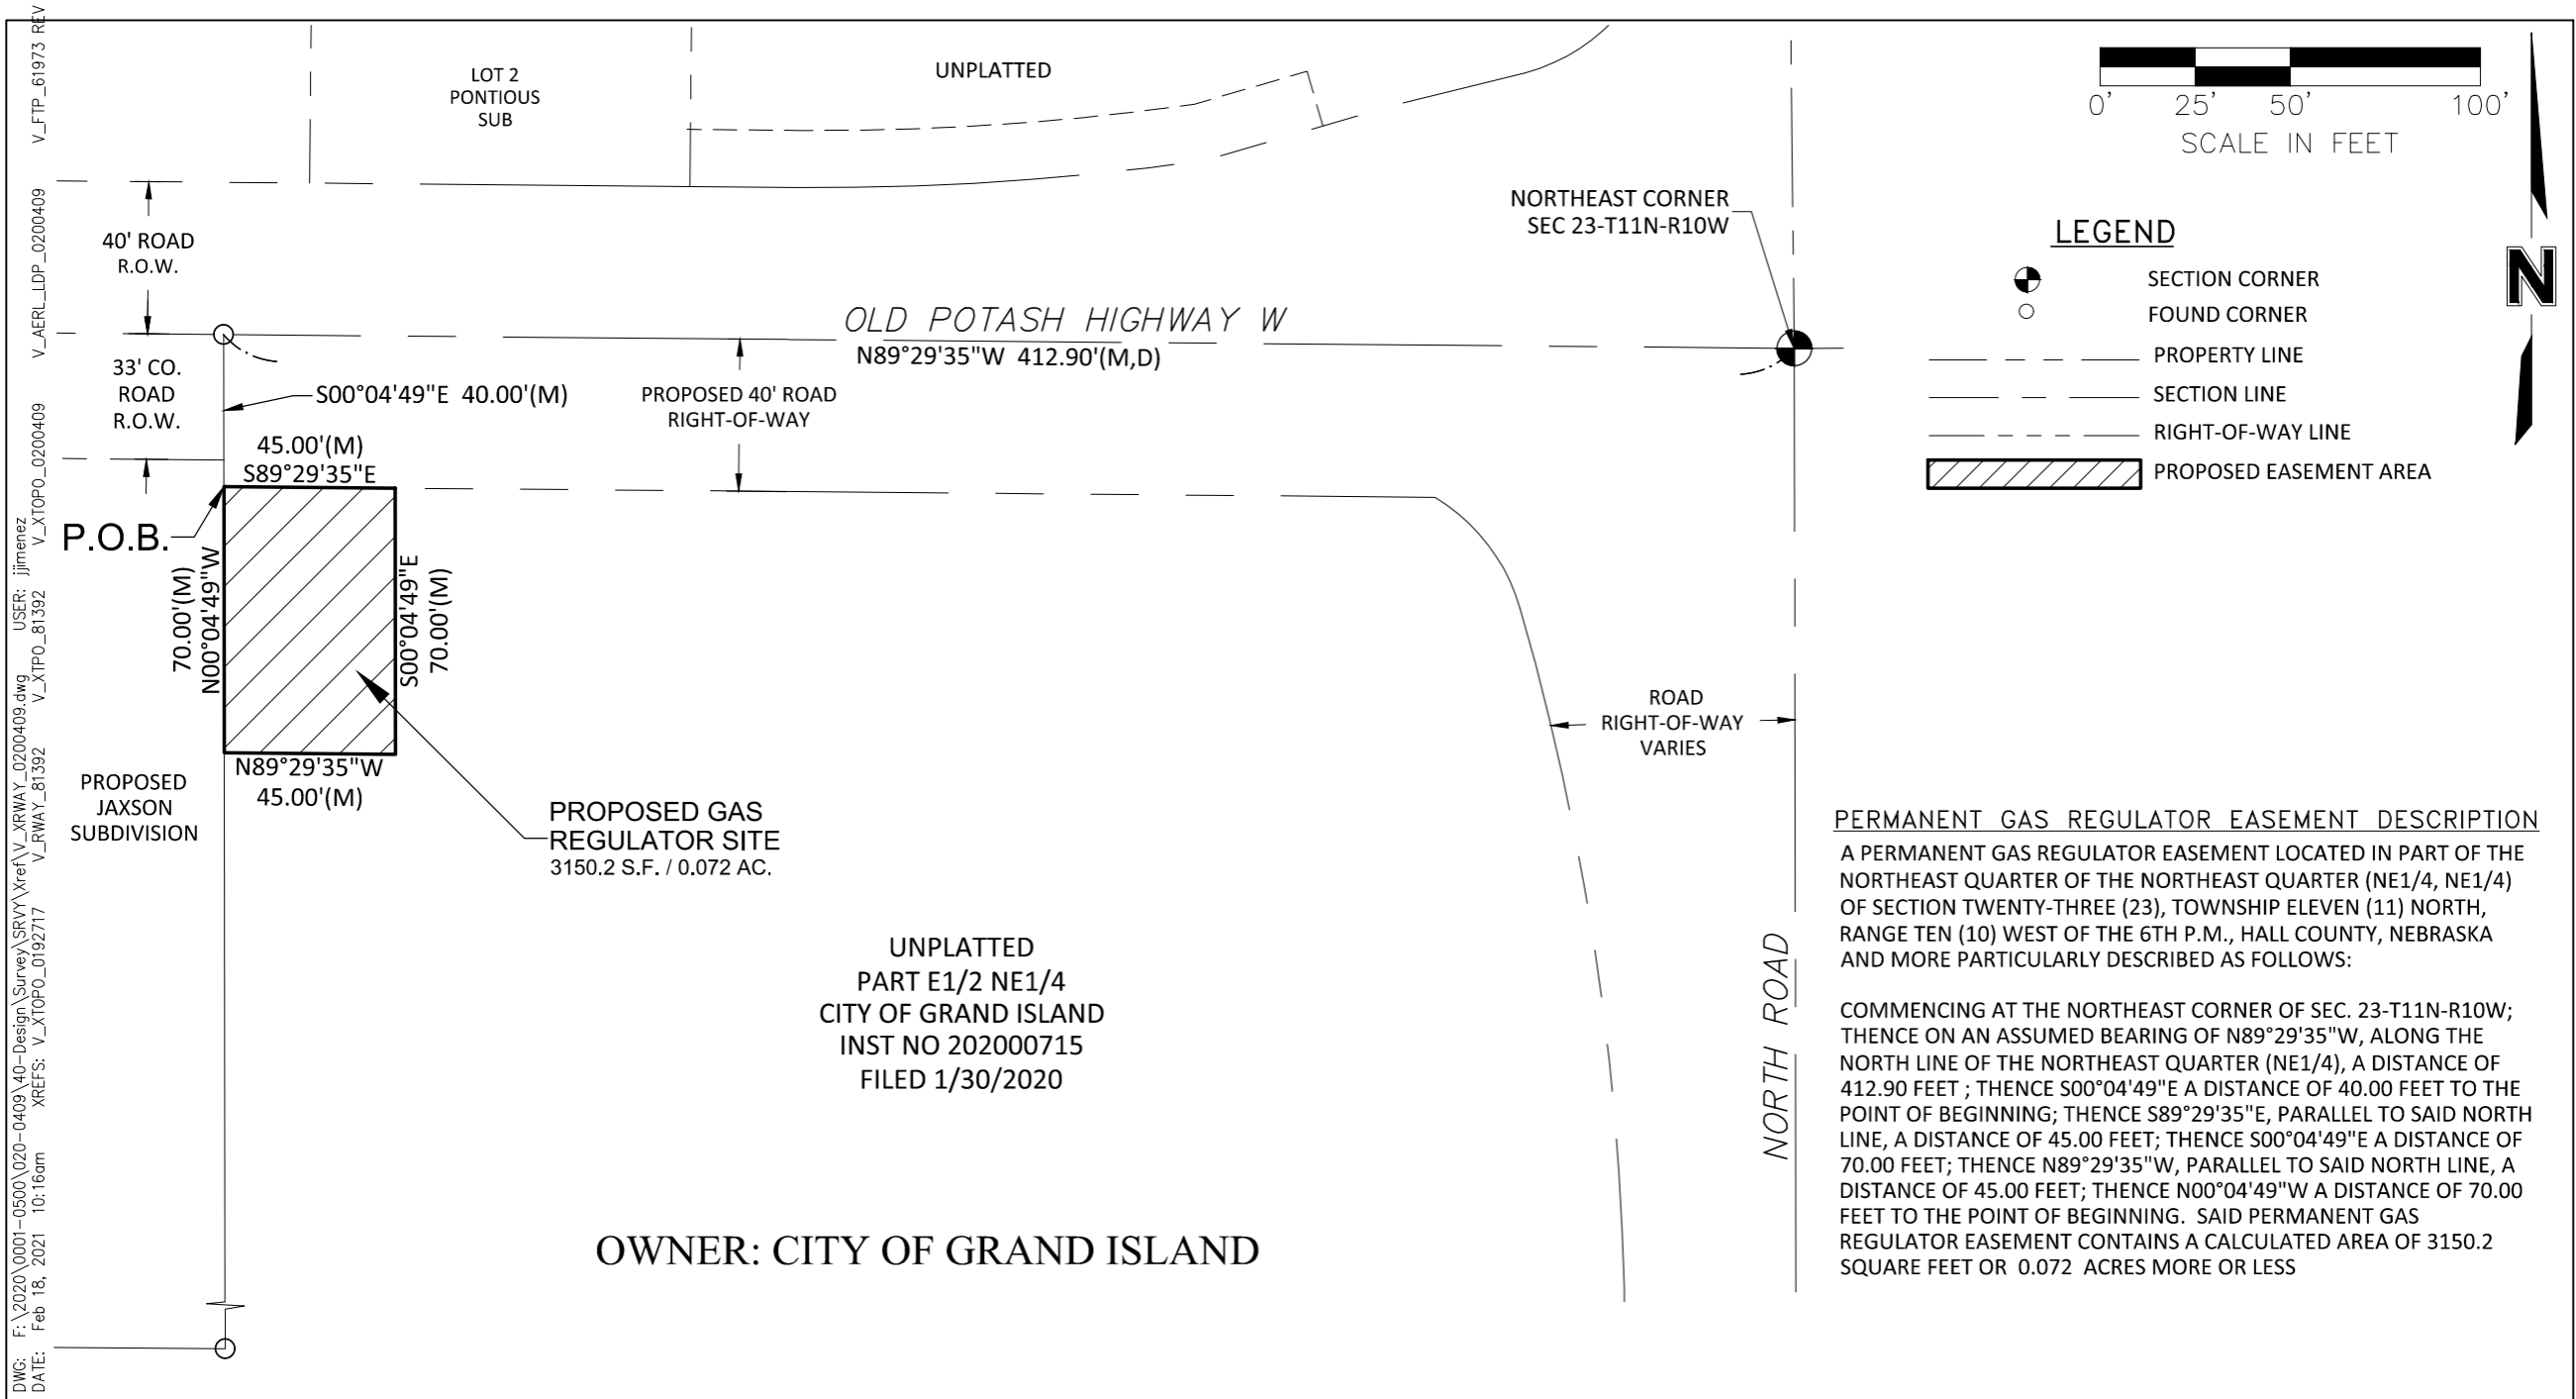 LOT 2
PONTIOUS
SUB
UNPLATTED
0' 25' 50' 100'
SCALE IN FEET
NORTHEAST CORNER
SEC 23-T11N-R10W
LEGEND
SECTION CORNER
FOUND CORNER
PROPERTY LINE
SECTION LINE
RIGHT-OF-WAY LINE
PROPOSED EASEMENT AREA
N
40' ROAD
R.O.W.
33' CO.
ROAD
R.O.W.
OLD POTASH HIGHWAY W
N89°29'35"W 412.90'(M,D)
S00°04'49"E 40.00'(M)
PROPOSED 40' ROAD
RIGHT-OF-WAY
45.00'(M)
S89°29'35"E
P.O.B.
70.00'(M)
N00°04'49"W
S00°04'49"E
70.00'(M)
N89°29'35"W
45.00'(M)
PROPOSED
JAXSON
SUBDIVISION
PROPOSED GAS
REGULATOR SITE
3150.2 S.F. / 0.072 AC.
ROAD
RIGHT-OF-WAY
VARIES
NORTH ROAD
UNPLATTED
PART E1/2 NE1/4
CITY OF GRAND ISLAND
INST NO 202000715
FILED 1/30/2020
OWNER: CITY OF GRAND ISLAND
PERMANENT GAS REGULATOR EASEMENT DESCRIPTION
A PERMANENT GAS REGULATOR EASEMENT LOCATED IN PART OF THE
NORTHEAST QUARTER OF THE NORTHEAST QUARTER (NE1/4, NE1/4)
OF SECTION TWENTY-THREE (23), TOWNSHIP ELEVEN (11) NORTH,
RANGE TEN (10) WEST OF THE 6TH P.M., HALL COUNTY, NEBRASKA
AND MORE PARTICULARLY DESCRIBED AS FOLLOWS:
COMMENCING AT THE NORTHEAST CORNER OF SEC. 23-T11N-R10W;
THENCE ON AN ASSUMED BEARING OF N89°29'35"W, ALONG THE
NORTH LINE OF THE NORTHEAST QUARTER (NE1/4), A DISTANCE OF
412.90 FEET ; THENCE S00°04'49"E A DISTANCE OF 40.00 FEET TO THE
POINT OF BEGINNING; THENCE S89°29'35"E, PARALLEL TO SAID NORTH
LINE, A DISTANCE OF 45.00 FEET; THENCE S00°04'49"E A DISTANCE OF
70.00 FEET; THENCE N89°29'35"W, PARALLEL TO SAID NORTH LINE, A
DISTANCE OF 45.00 FEET; THENCE N00°04'49"W A DISTANCE OF 70.00
FEET TO THE POINT OF BEGINNING. SAID PERMANENT GAS
REGULATOR EASEMENT CONTAINS A CALCULATED AREA OF 3150.2
SQUARE FEET OR 0.072 ACRES MORE OR LESS
DWG: F:\2020\0001-0500\020-0409\40-Design\Survey\SRVY\Xref\V_XRWAY_0200409.dwg USER: jjimenez
DATE: Feb 18, 2021 10:16am XREFS: V_XTOPO_0192717 V_RWAY_81392 V_XTPO_81392 V_XTOPO_0200409 V_AERL_LDP_0200409 V_FTP_61973 REV